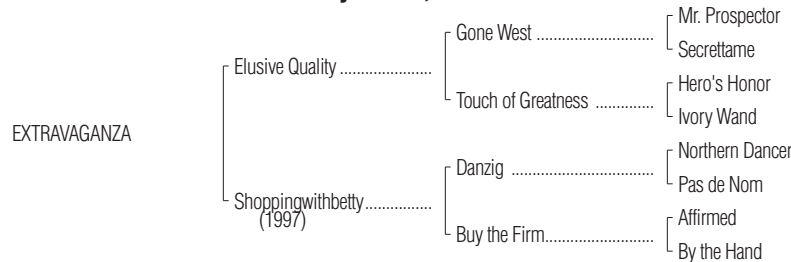 Mr. Prospector
Gone West ............................
Secrettame
Elusive Quality ......................
Hero's Honor
Touch of Greatness ..............
Ivory Wand
EXTRAVAGANZA
Northern Dancer
Danzig ..................................
Pas de Nom
Shoppingwithbetty................
(1997)
Affirmed
Buy the Firm..........................
By the Hand